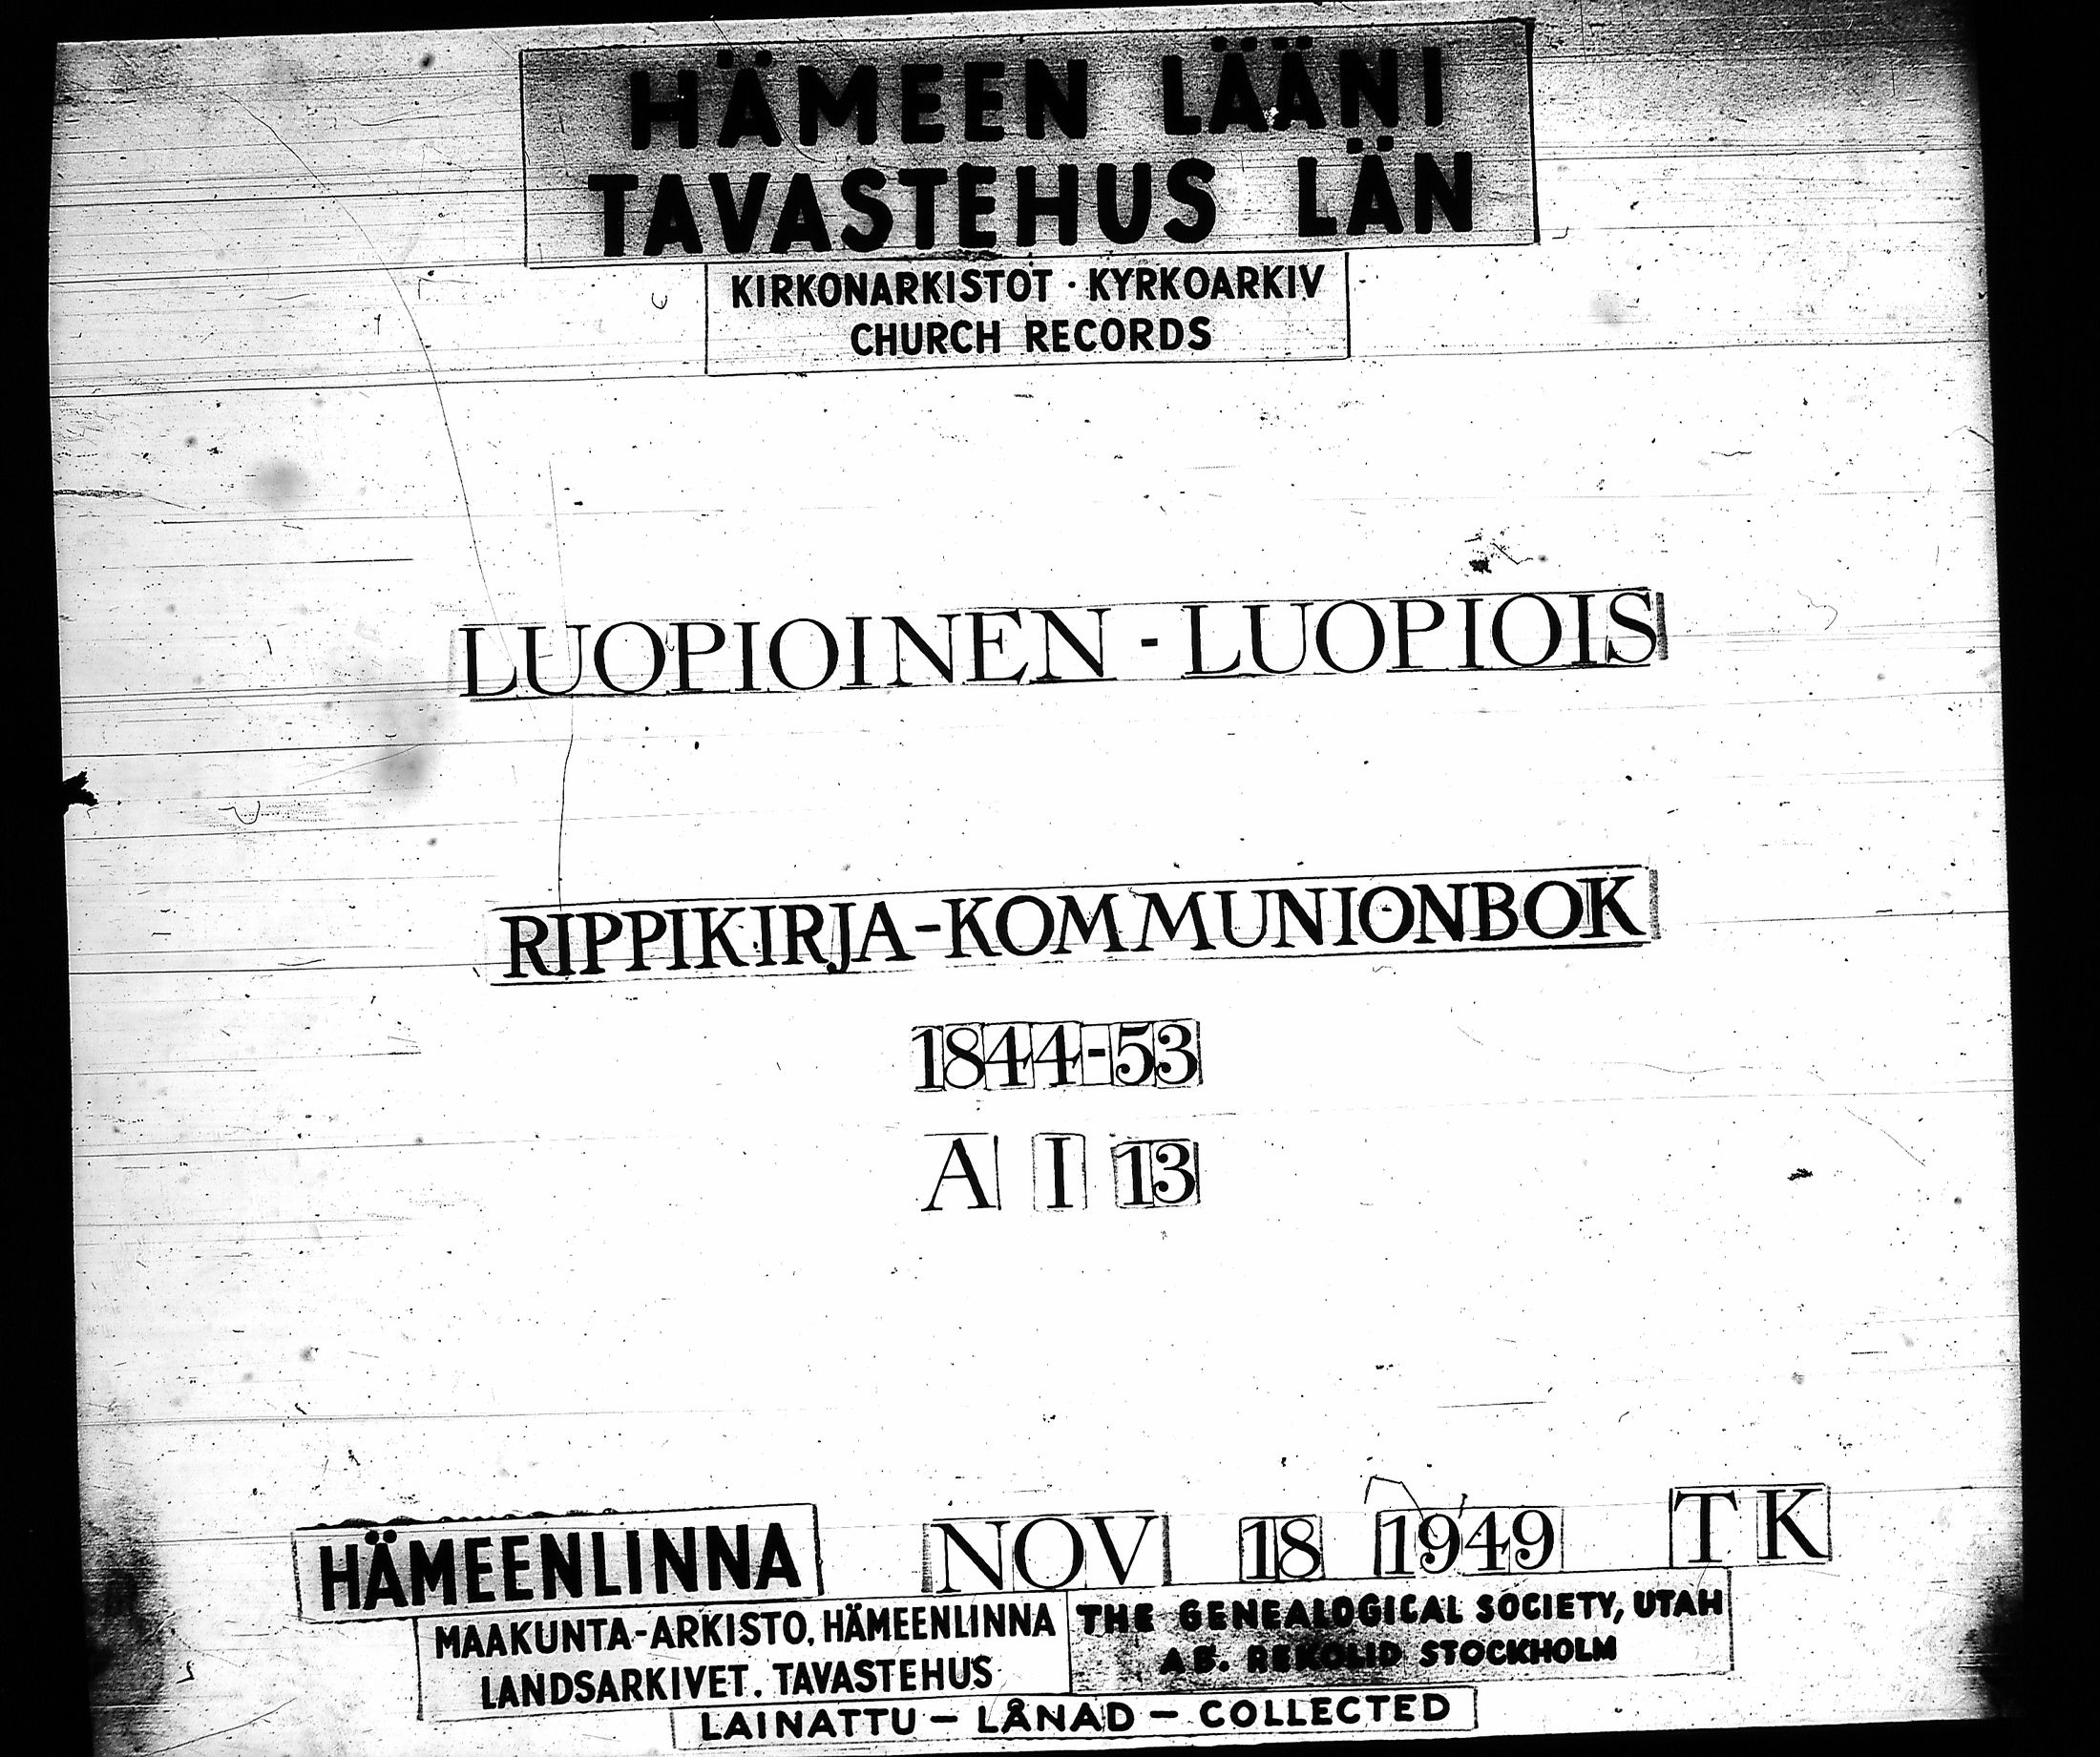 HÄMEEN LÄÄNI
TAVASTEHUS LÄN
KIRKONARKISTOT · KYRKOARKIV
CHURCH RECORDS
LUOPIOINEN - LUOPIOIS
RIPPIKIRJA-KOMMUNIONBOK
1844-53
A I 13
HÄMEENLINNA NOV 18 1949 TK
MAAKUNTA-ARKISTO, HÄMEENLINNA
LANDSARKIVET. TAVASTEHUS
THE GENEALOGICAL SOCIETY, UTAH
AB. REKOLID STOCKHOLM
LAINATTU — LÅNAD — COLLECTED